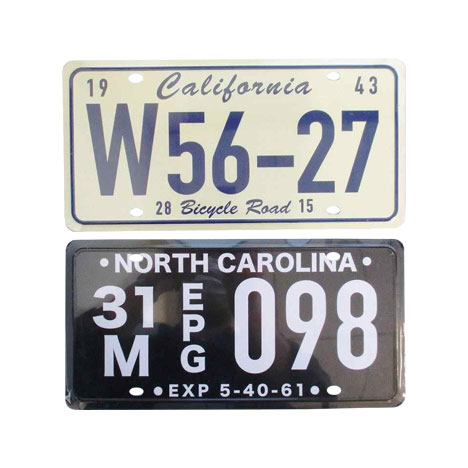 19 California 43
W56-27
28 Bicycle Road 15
• NORTH CAROLINA •
31 M EPG 098
• EXP 5-40-61 •